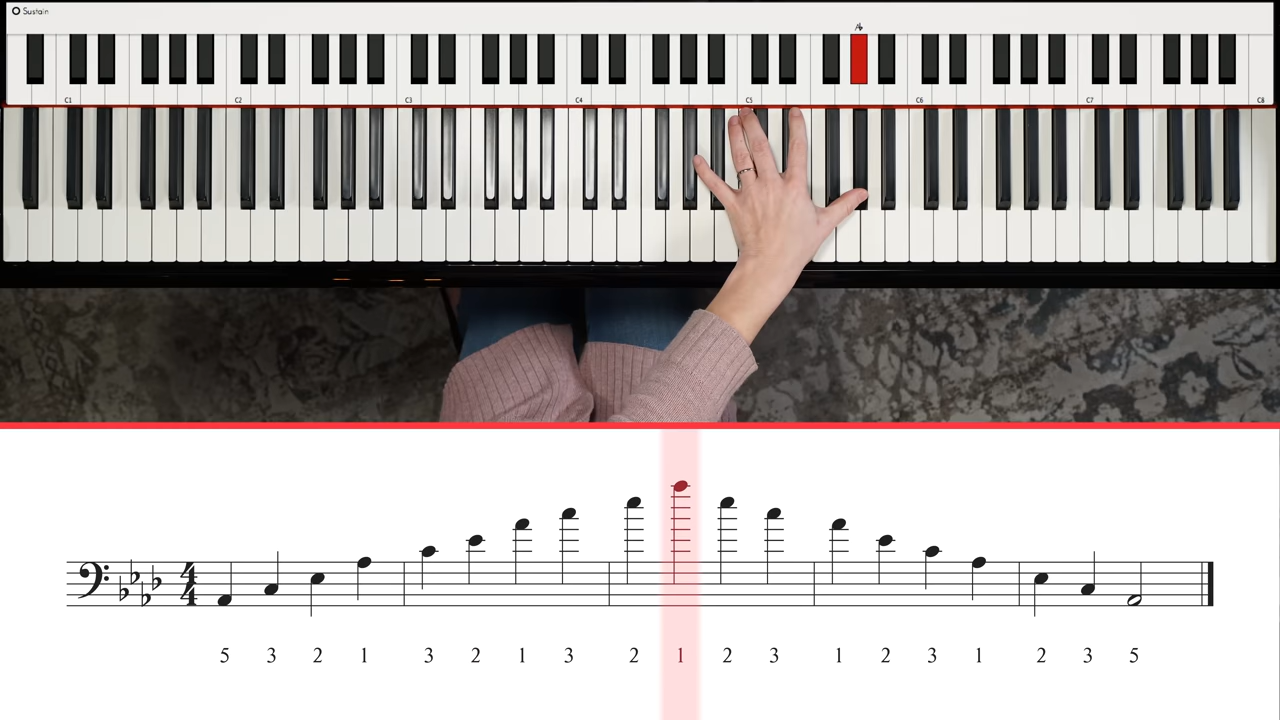 Sustain
A♭
C1 C2 C3 C4 C5 C6 C7 C8
4
4
5 3 2 1 3 2 1 3 2 1 2 3 1 2 3 1 2 3 5